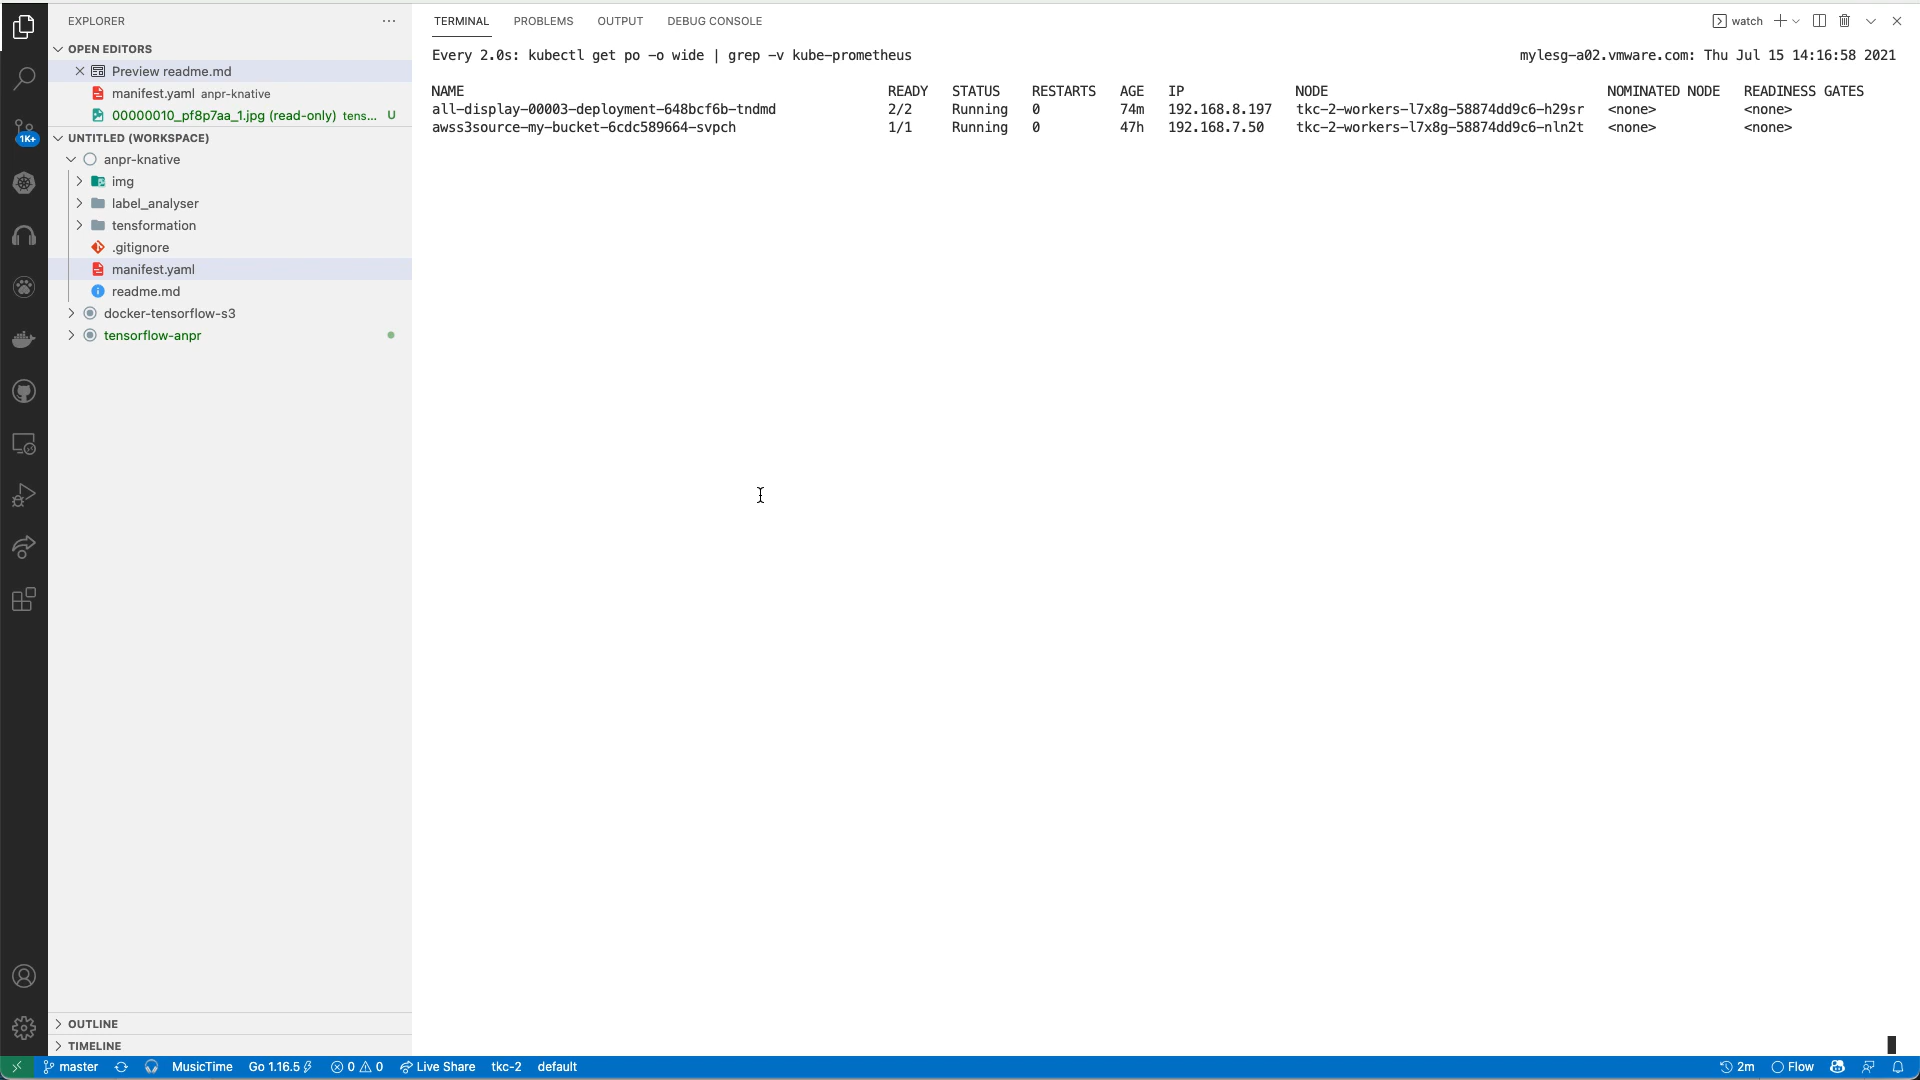 EXPLORER
OPEN EDITORS
Preview readme.md
manifest.yaml anpr-knative
00000010_pf8p7aa_1.jpg (read-only) tens... U
UNTITLED (WORKSPACE)
anpr-knative
img
label_analyser
tensformation
.gitignore
manifest.yaml
readme.md
docker-tensorflow-s3
tensorflow-anpr
OUTLINE
TIMELINE
1K+
TERMINAL PROBLEMS OUTPUT DEBUG CONSOLE watch
Every 2.0s: kubectl get po -o wide | grep -v kube-prometheus mylesg-a02.vmware.com: Thu Jul 15 14:16:58 2021
NAME READY STATUS RESTARTS AGE IP NODE NOMINATED NODE READINESS GATES
all-display-00003-deployment-648bcf6b-tndmd 2/2 Running 0 74m 192.168.8.197 tkc-2-workers-l7x8g-58874dd9c6-h29sr <none> <none>
awss3source-my-bucket-6cdc589664-svpch 1/1 Running 0 47h 192.168.7.50 tkc-2-workers-l7x8g-58874dd9c6-nln2t <none> <none>
master MusicTime Go 1.16.5 0 0 Live Share tkc-2 default 2m Flow